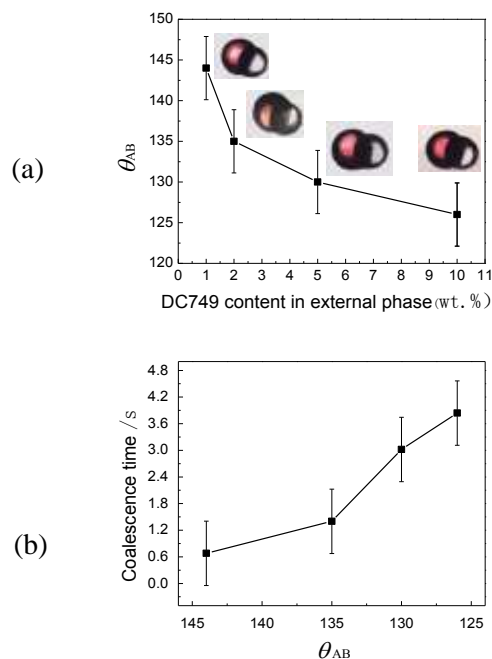 (a)
θAB
150
145
140
135
130
125
120
0 1 2 3 4 5 6 7 8 9 10 11
DC749 content in external phase(wt.%)
(b)
Coalescence time /s
4.8
4.2
3.6
3.0
2.4
1.8
1.2
0.6
0.0
145 140 135 130 125
θAB